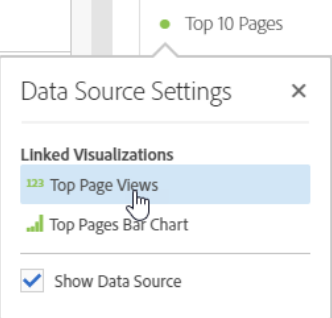 Top 10 Pages
Data Source Settings
Linked Visualizations
123 Top Page Views
Top Pages Bar Chart
Show Data Source